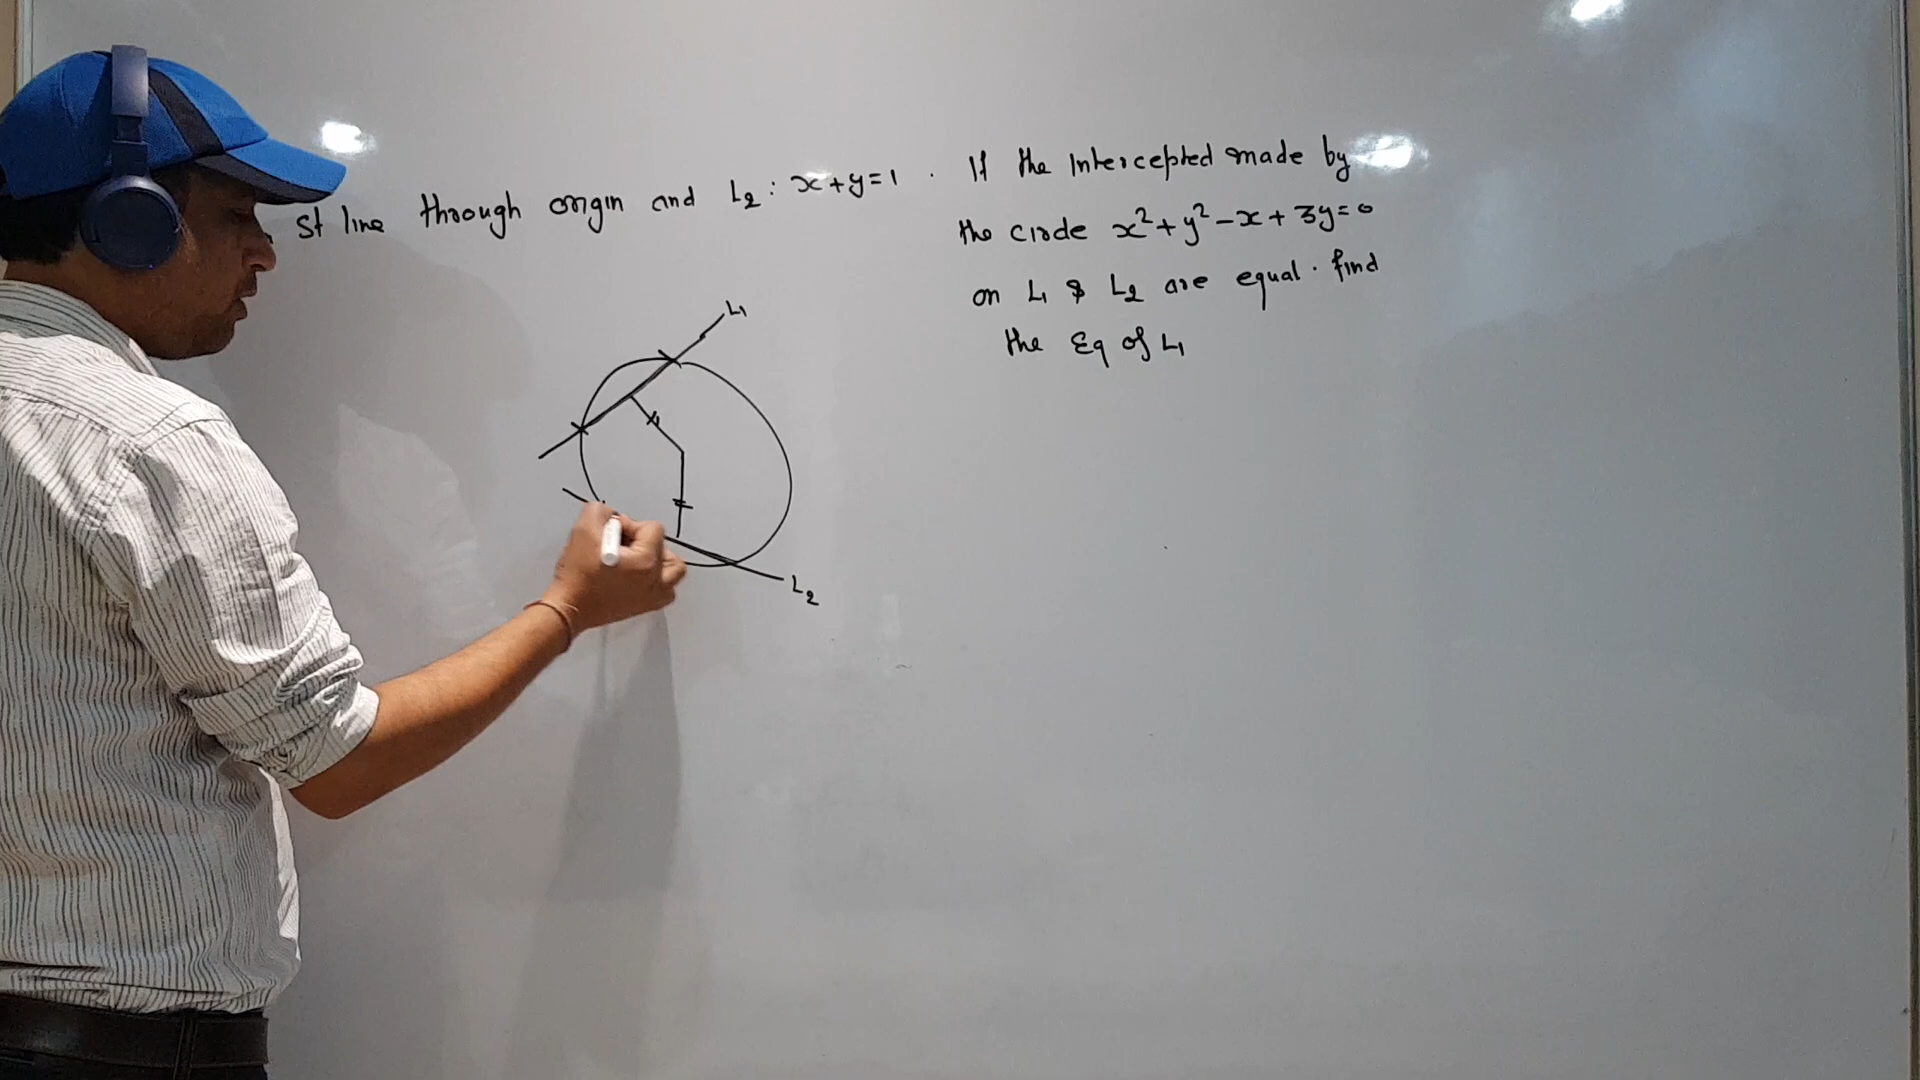 st line through origin and L₂ : x+y=1 . If the Intercepted made by
the circle x²+y²-x+3y=0
on L₁ & L₂ are equal. find
the Eq of L₁
L₁
L₂